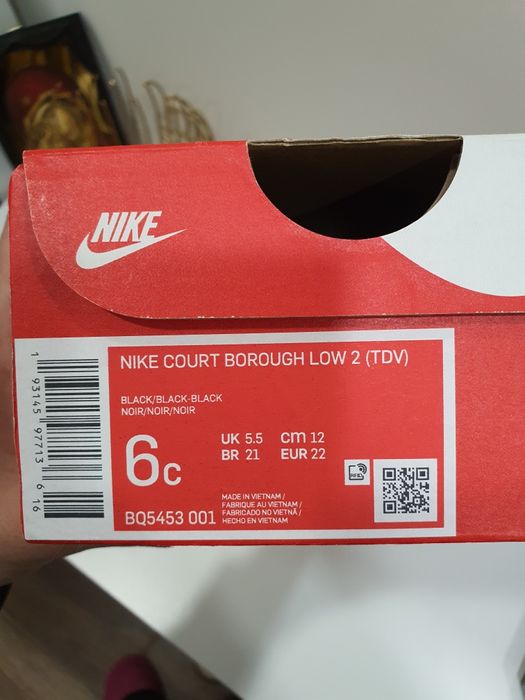 NIKE
NIKE COURT BOROUGH LOW 2 (TDV)
BLACK/BLACK-BLACK
NOIR/NOIR/NOIR
6C
UK 5.5 cm 12
BR 21 EUR 22
RFID
MADE IN VIETNAM /
FABRIQUE AU VIETNAM /
FABRICADO NO VIETNÃ /
HECHO EN VIETNAM
BQ5453 001
1 93145 97713 6 16